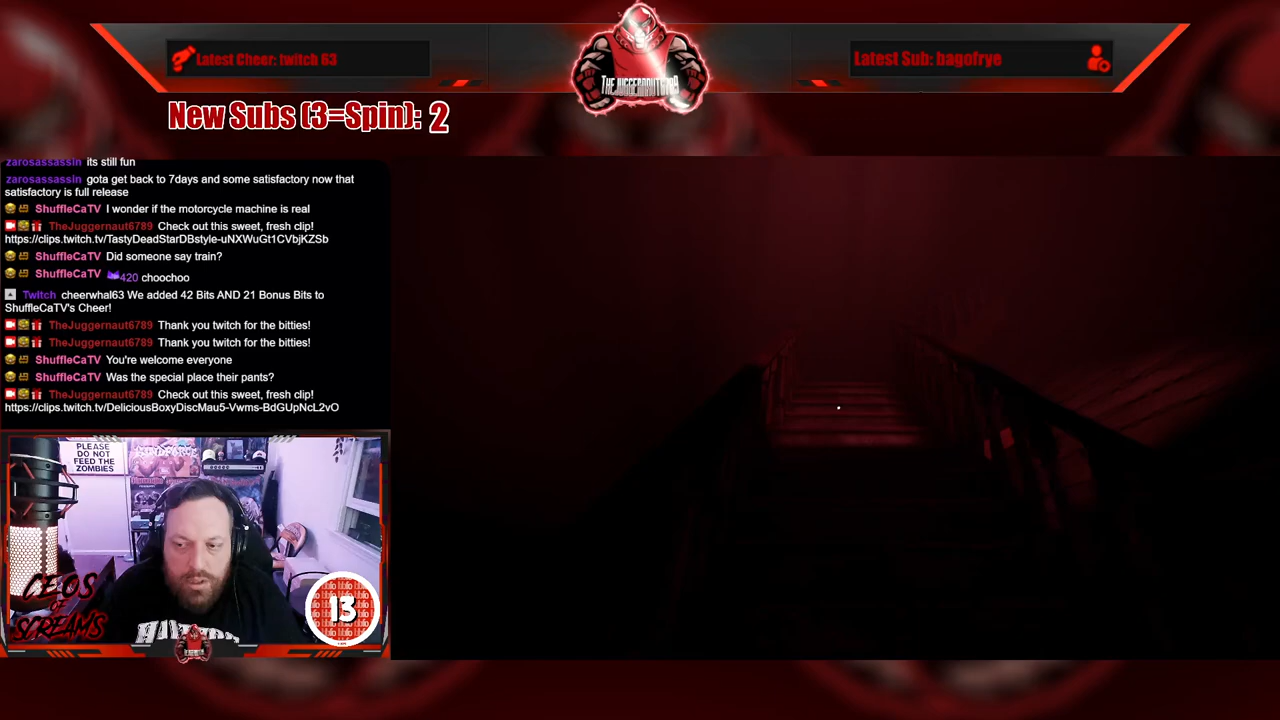 Latest Cheer: twitch 63
THEJUGGERNAUT6789
Latest Sub: bagofrye
New Subs (3=Spin): 2
zarosassassin its still fun
zarosassassin gota get back to 7days and some satisfactory now that
satisfactory is full release
ShuffleCaTV I wonder if the motorcycle machine is real
TheJuggernaut6789 Check out this sweet, fresh clip!
https://clips.twitch.tv/TastyDeadStarDBstyle-uNXWuGt1CVbjKZSb
ShuffleCaTV Did someone say train?
ShuffleCaTV 420 choochoo
Twitch cheerwhal63 We added 42 Bits AND 21 Bonus Bits to
ShuffleCaTV's Cheer!
TheJuggernaut6789 Thank you twitch for the bitties!
TheJuggernaut6789 Thank you twitch for the bitties!
ShuffleCaTV You're welcome everyone
ShuffleCaTV Was the special place their pants?
TheJuggernaut6789 Check out this sweet, fresh clip!
https://clips.twitch.tv/DeliciousBoxyDiscMau5-Vwms-BdGUpNcL2vO
PLEASE
DO NOT
FEED THE
ZOMBIES
CEOS
OF
SCREAMS
13